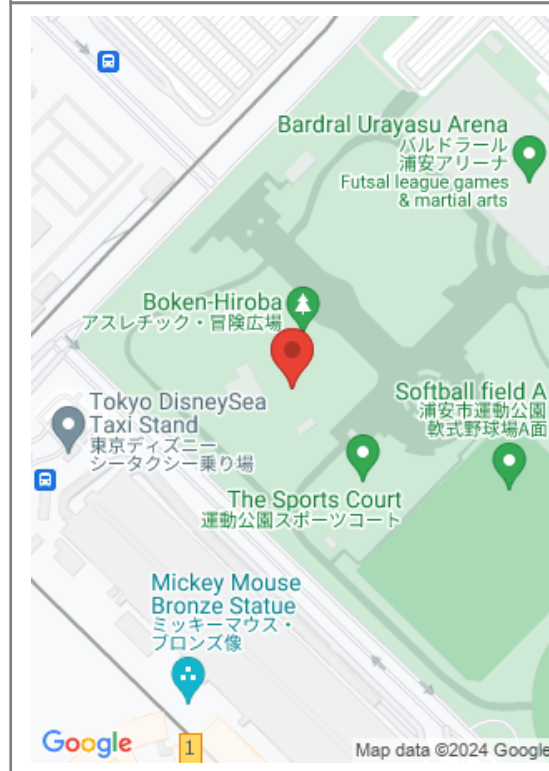 Bardral Urayasu Arena
バルドラール
浦安アリーナ
Futsal league games
& martial arts
Boken-Hiroba
アスレチック・冒険広場
Tokyo DisneySea
Taxi Stand
東京ディズニー
シータクシー乗り場
Softball field A
浦安市運動公園
軟式野球場A面
The Sports Court
運動公園スポーツコート
Mickey Mouse
Bronze Statue
ミッキーマウス・
ブロンズ像
1
Google
Map data ©2024 Google